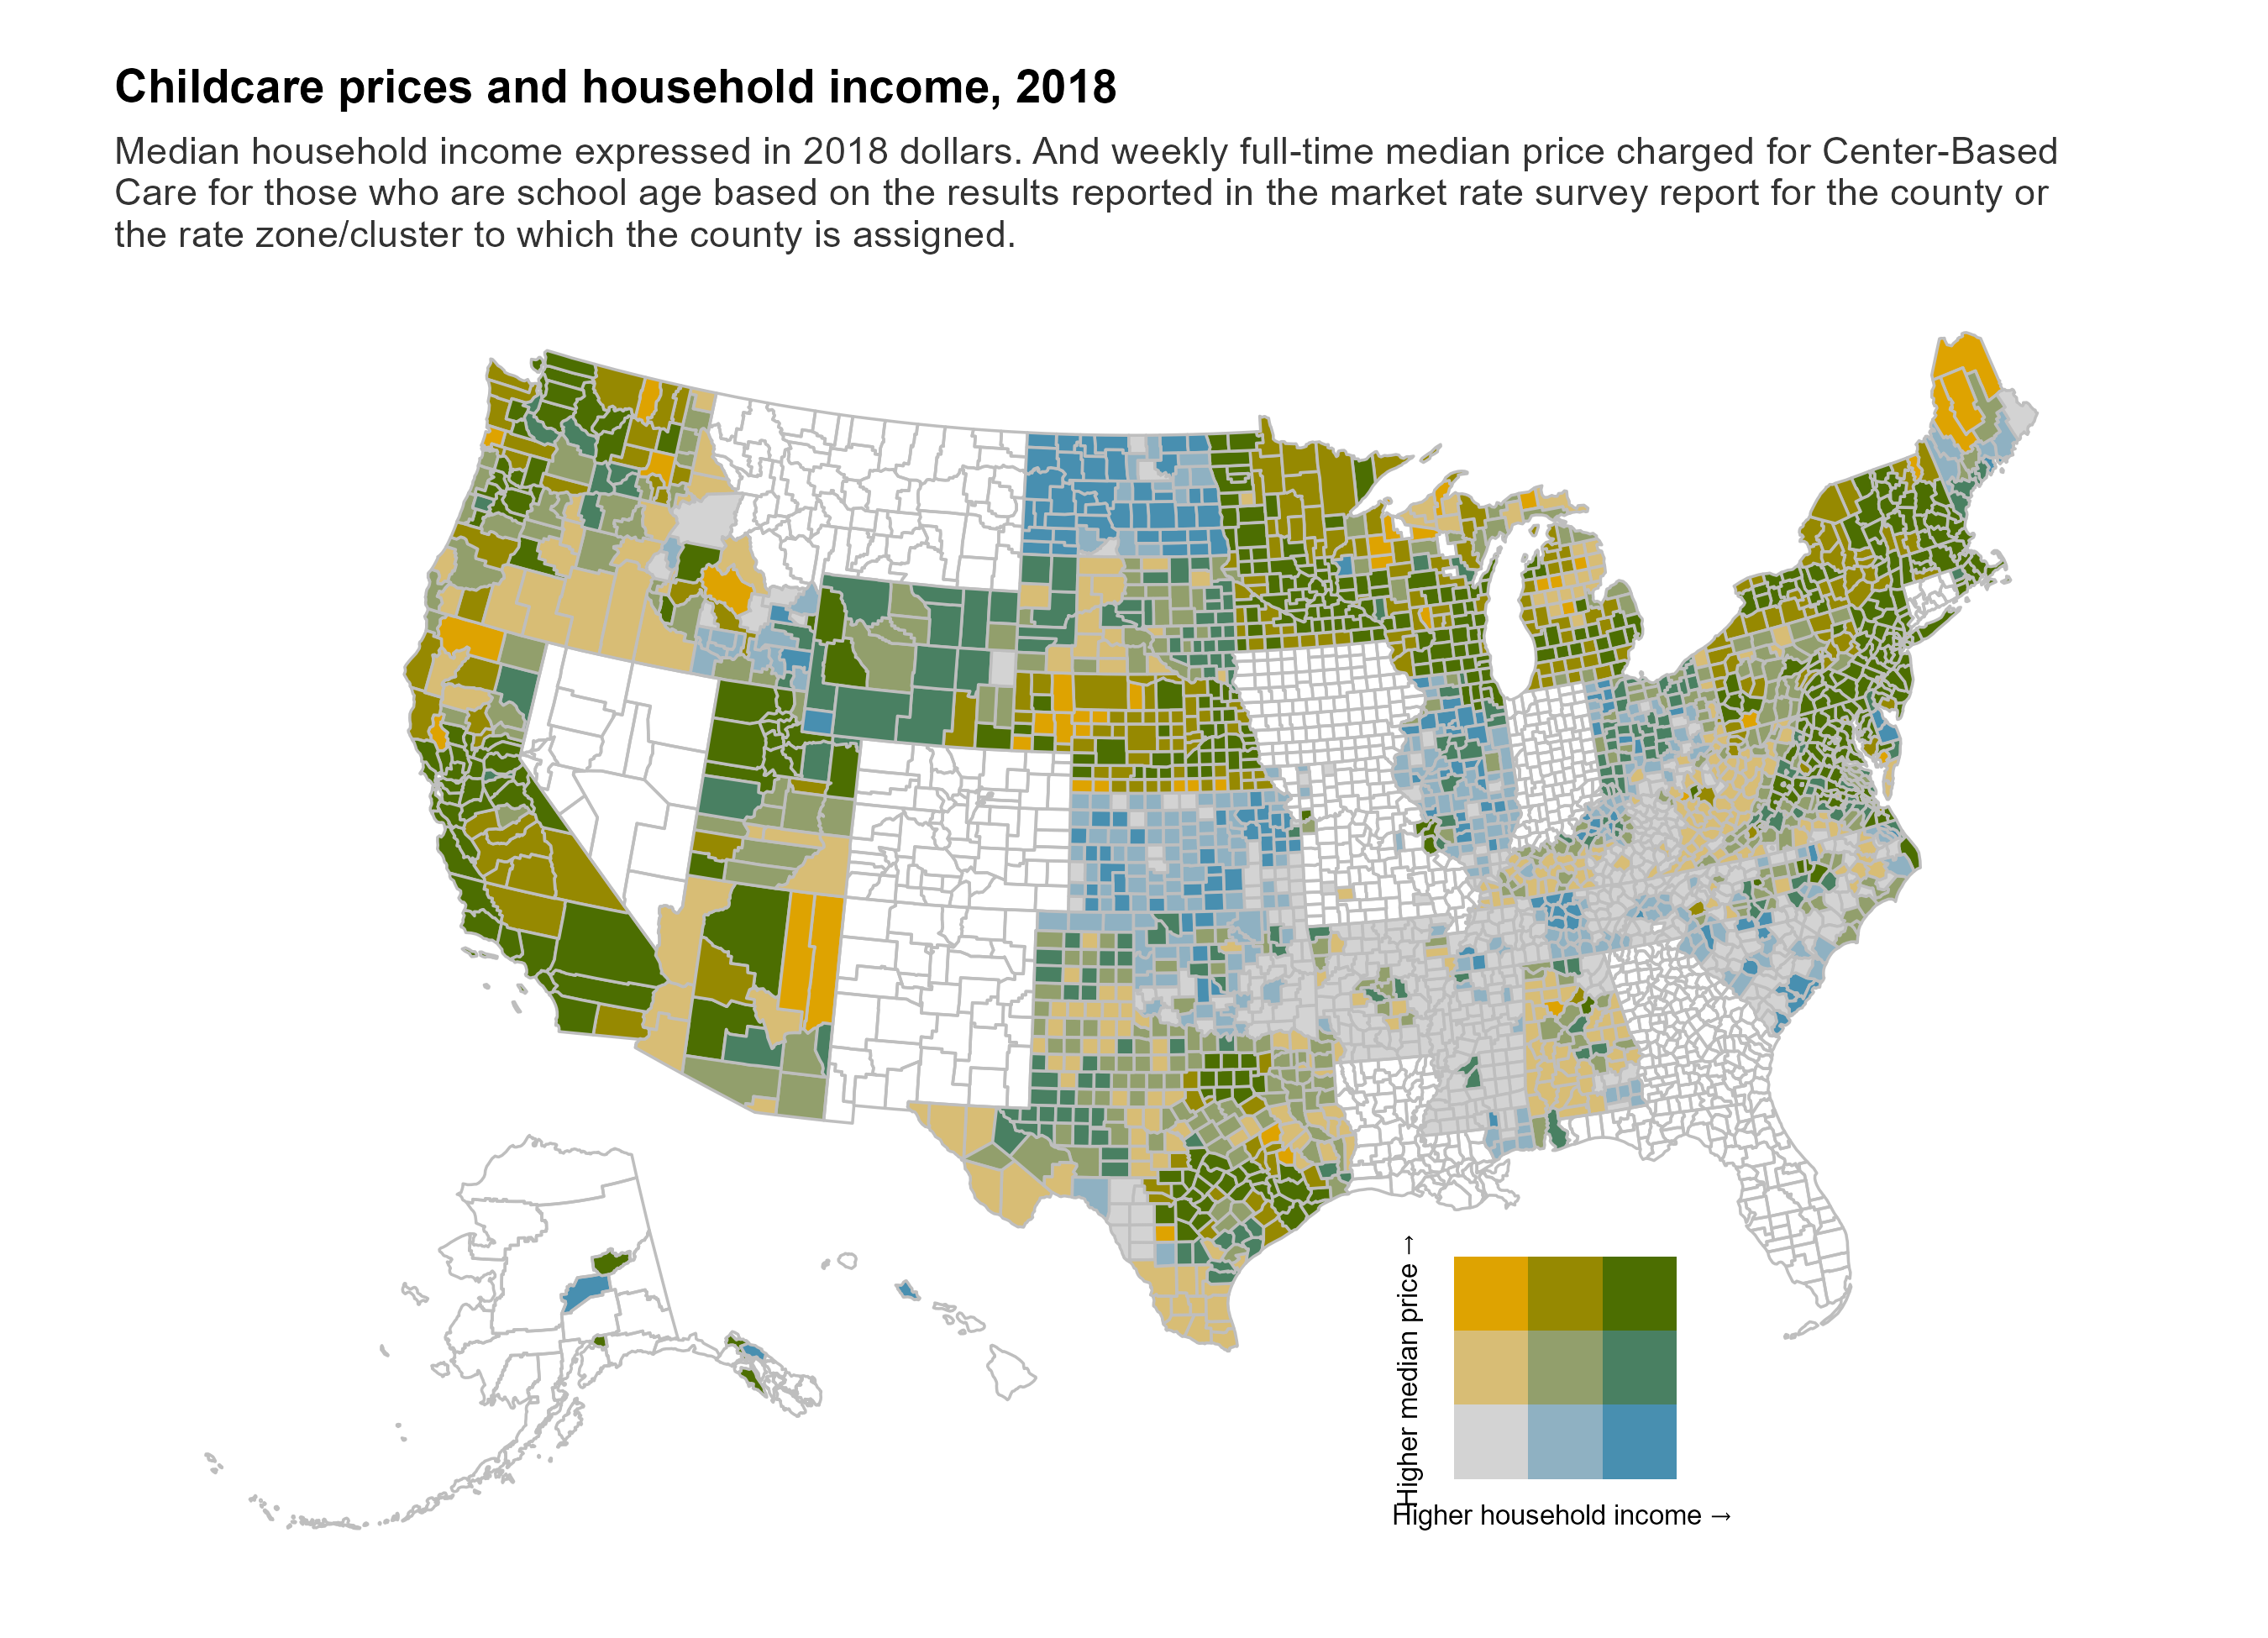 Childcare prices and household income, 2018
Median household income expressed in 2018 dollars. And weekly full-time median price charged for Center-Based
Care for those who are school age based on the results reported in the market rate survey report for the county or
the rate zone/cluster to which the county is assigned.
Higher median price →
Higher household income →